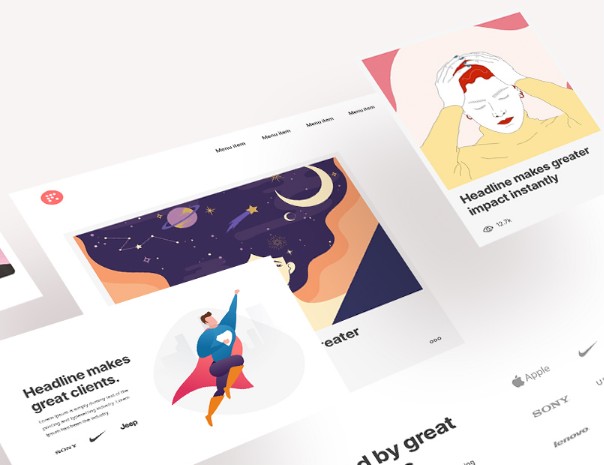 Menu item
Menu item
Menu item
Menu item
Headline makes greater
impact instantly
12.7k
Headline makes
great clients.
Lorem Ipsum is simply dummy text of the
printing and typesetting industry. Lorem
Ipsum has been the industry
SONY
Jeep
eater
d by great
Apple
SONY
lenovo